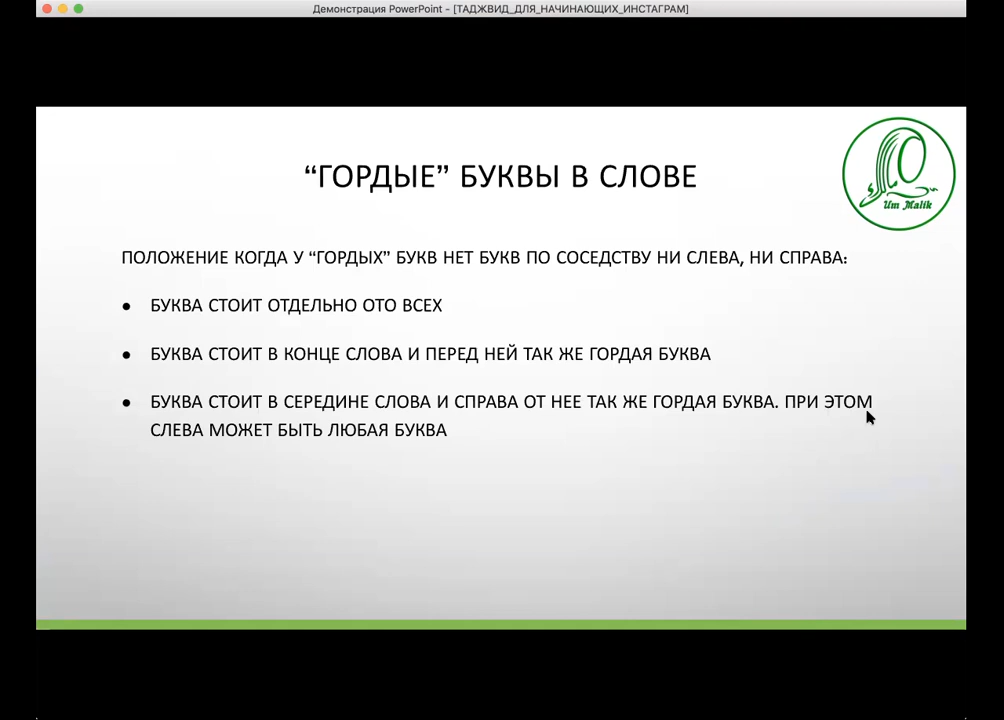 Демонстрация PowerPoint - [ТАДЖВИД_ДЛЯ_НАЧИНАЮЩИХ_ИНСТАГРАМ]
“ГОРДЫЕ” БУКВЫ В СЛОВЕ
Um Malik
ПОЛОЖЕНИЕ КОГДА У “ГОРДЫХ” БУКВ НЕТ БУКВ ПО СОСЕДСТВУ НИ СЛЕВА, НИ СПРАВА:
● БУКВА СТОИТ ОТДЕЛЬНО ОТО ВСЕХ
● БУКВА СТОИТ В КОНЦЕ СЛОВА И ПЕРЕД НЕЙ ТАК ЖЕ ГОРДАЯ БУКВА
● БУКВА СТОИТ В СЕРЕДИНЕ СЛОВА И СПРАВА ОТ НЕЕ ТАК ЖЕ ГОРДАЯ БУКВА. ПРИ ЭТОМ
СЛЕВА МОЖЕТ БЫТЬ ЛЮБАЯ БУКВА